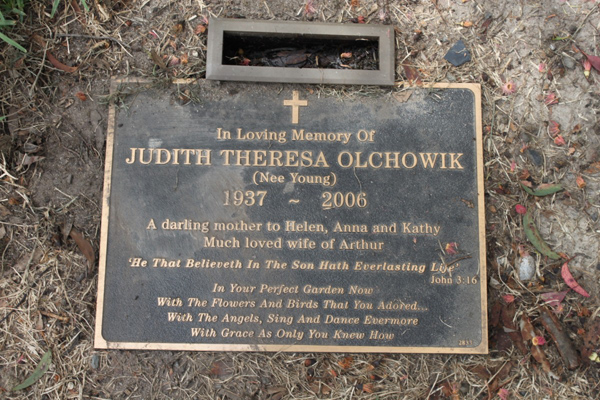 In Loving Memory Of
JUDITH THERESA OLCHOWIK
(Nee Young)
1937 ~ 2006
A darling mother to Helen, Anna and Kathy
Much loved wife of Arthur
'He That Believeth In The Son Hath Everlasting Life'
John 3:16
In Your Perfect Garden Now
With The Flowers And Birds That You Adored...
With The Angels, Sing And Dance Evermore
With Grace As Only You Knew How